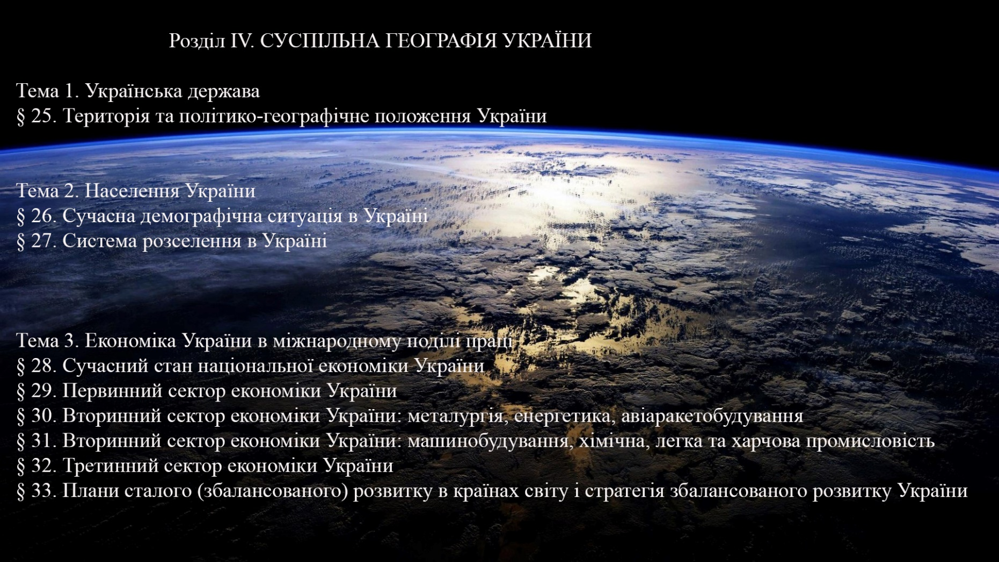 Розділ IV. СУСПІЛЬНА ГЕОГРАФІЯ УКРАЇНИ
Тема 1. Українська держава
§ 25. Територія та політико-географічне положення України
Тема 2. Населення України
§ 26. Сучасна демографічна ситуація в Україні
§ 27. Система розселення в Україні
Тема 3. Економіка України в міжнародному поділі праці
§ 28. Сучасний стан національної економіки України
§ 29. Первинний сектор економіки України
§ 30. Вторинний сектор економіки України: металургія, енергетика, авіаракетобудування
§ 31. Вторинний сектор економіки України: машинобудування, хімічна, легка та харчова промисловість
§ 32. Третинний сектор економіки України
§ 33. Плани сталого (збалансованого) розвитку в країнах світу і стратегія збалансованого розвитку України